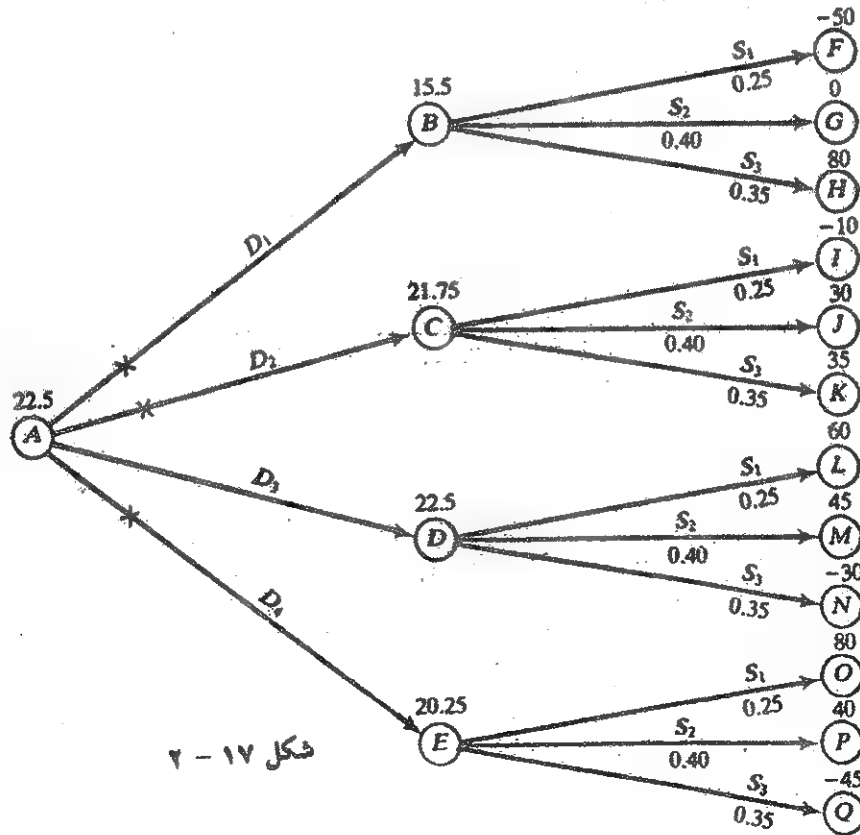 -50
F
S₁
0.25
15.5
B
0
S₂
G
0.40
80
S₃
H
0.35
D₁
-10
S₁
I
0.25
21.75
C
30
S₂
J
0.40
35
S₃
K
0.35
D₂
22.5
A
60
S₁
L
0.25
D₃
22.5
D
45
S₂
M
0.40
-30
S₃
N
0.35
D₄
80
S₁
O
0.25
20.25
E
40
S₂
P
0.40
-45
S₃
Q
0.35
شكل ١٧ - ٢